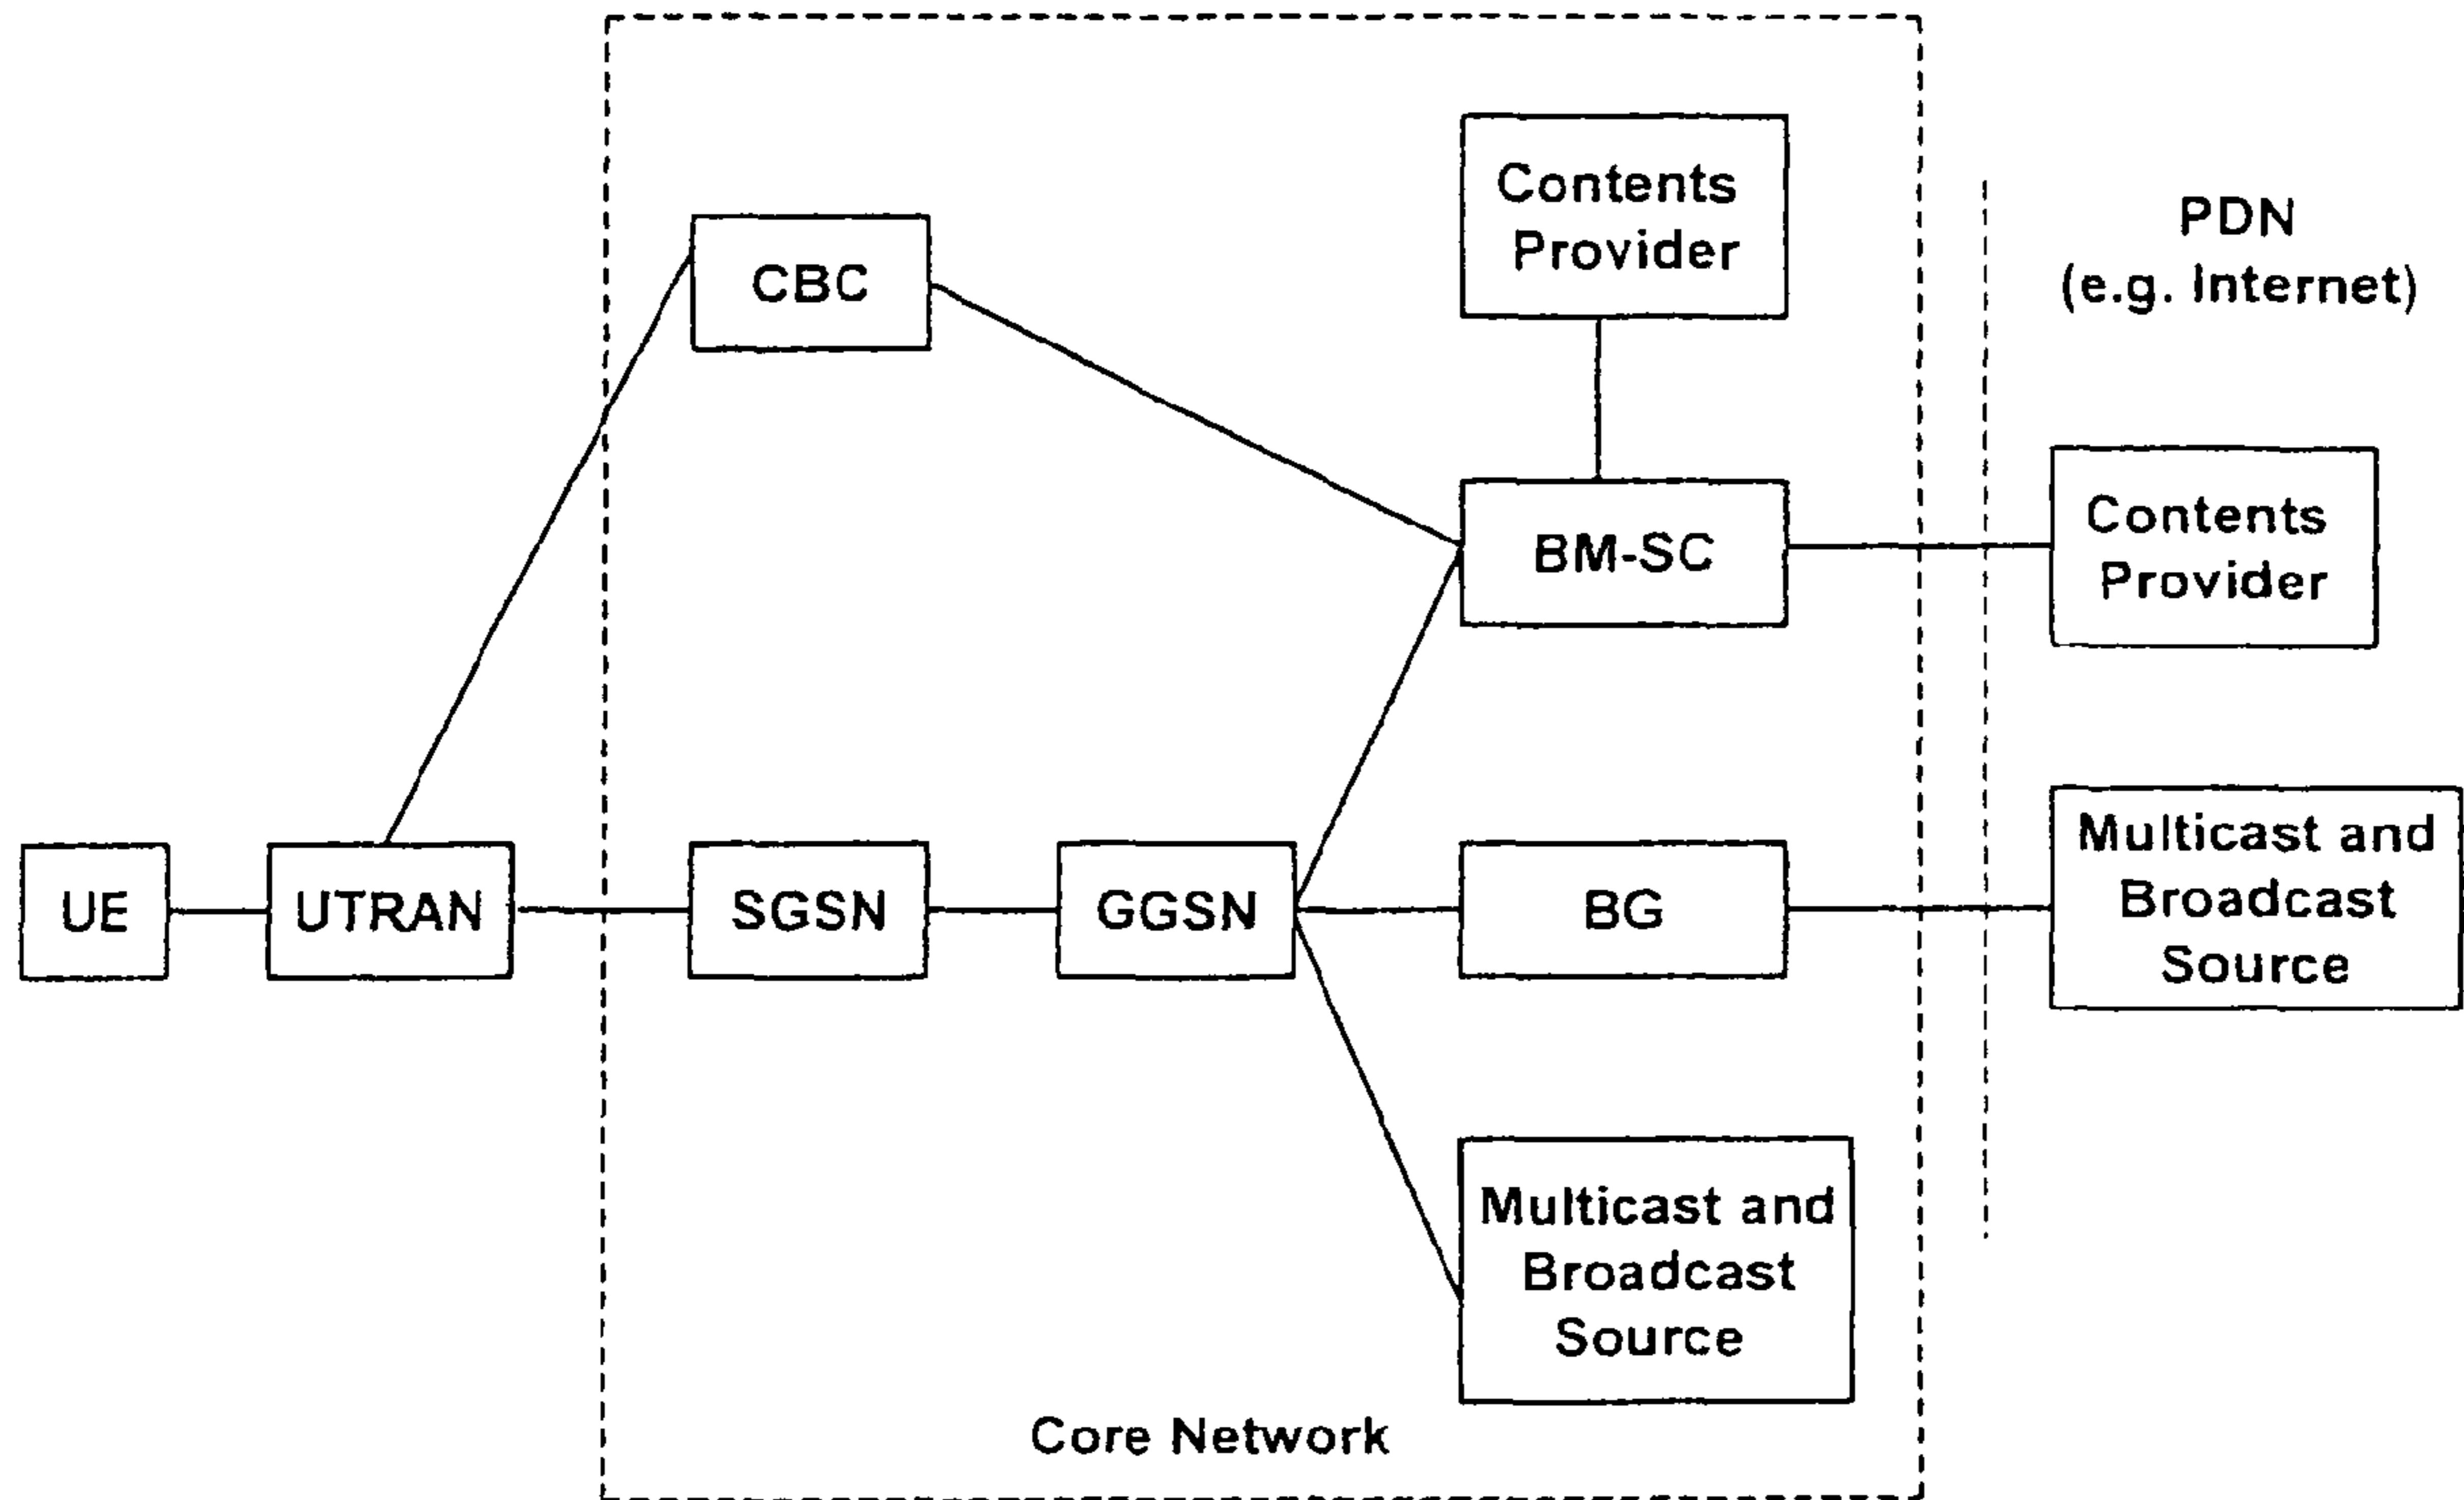 Contents
Provider
PDN
(e.g. Internet)
CBC
Contents
Provider
BM-SC
Multicast and
Broadcast
Source
UE
UTRAN
SGSN
GGSN
BG
Multicast and
Broadcast
Source
Core Network